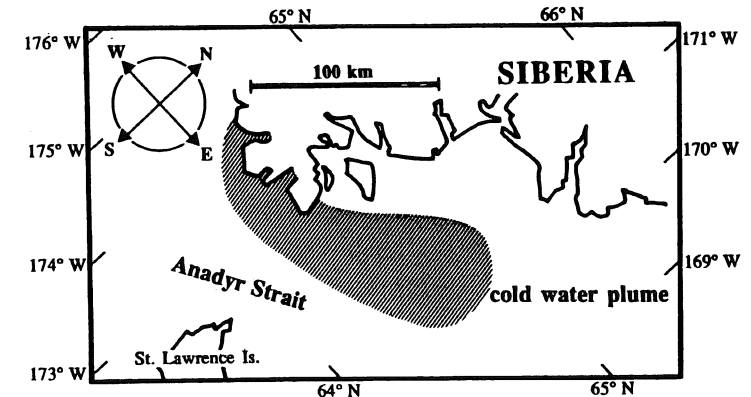 65° N
66° N
176° W
171° W
W
N
100 km
SIBERIA
175° W
S
E
170° W
174° W
Anadyr Strait
169° W
cold water plume
St. Lawrence Is.
173° W
64° N
65° N